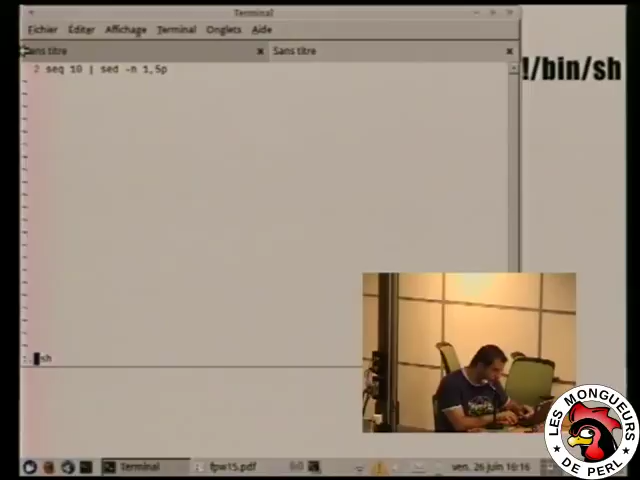 Terminal
Fichier Éditer Affichage Terminal Onglets Aide
Sans titre
Sans titre
2 seq 10 | sed -n 1,5p
!/bin/sh
sh
LES MONGUEURS
DE PERL
Terminal
fpw15.pdf
ven. 26 juin 16:16